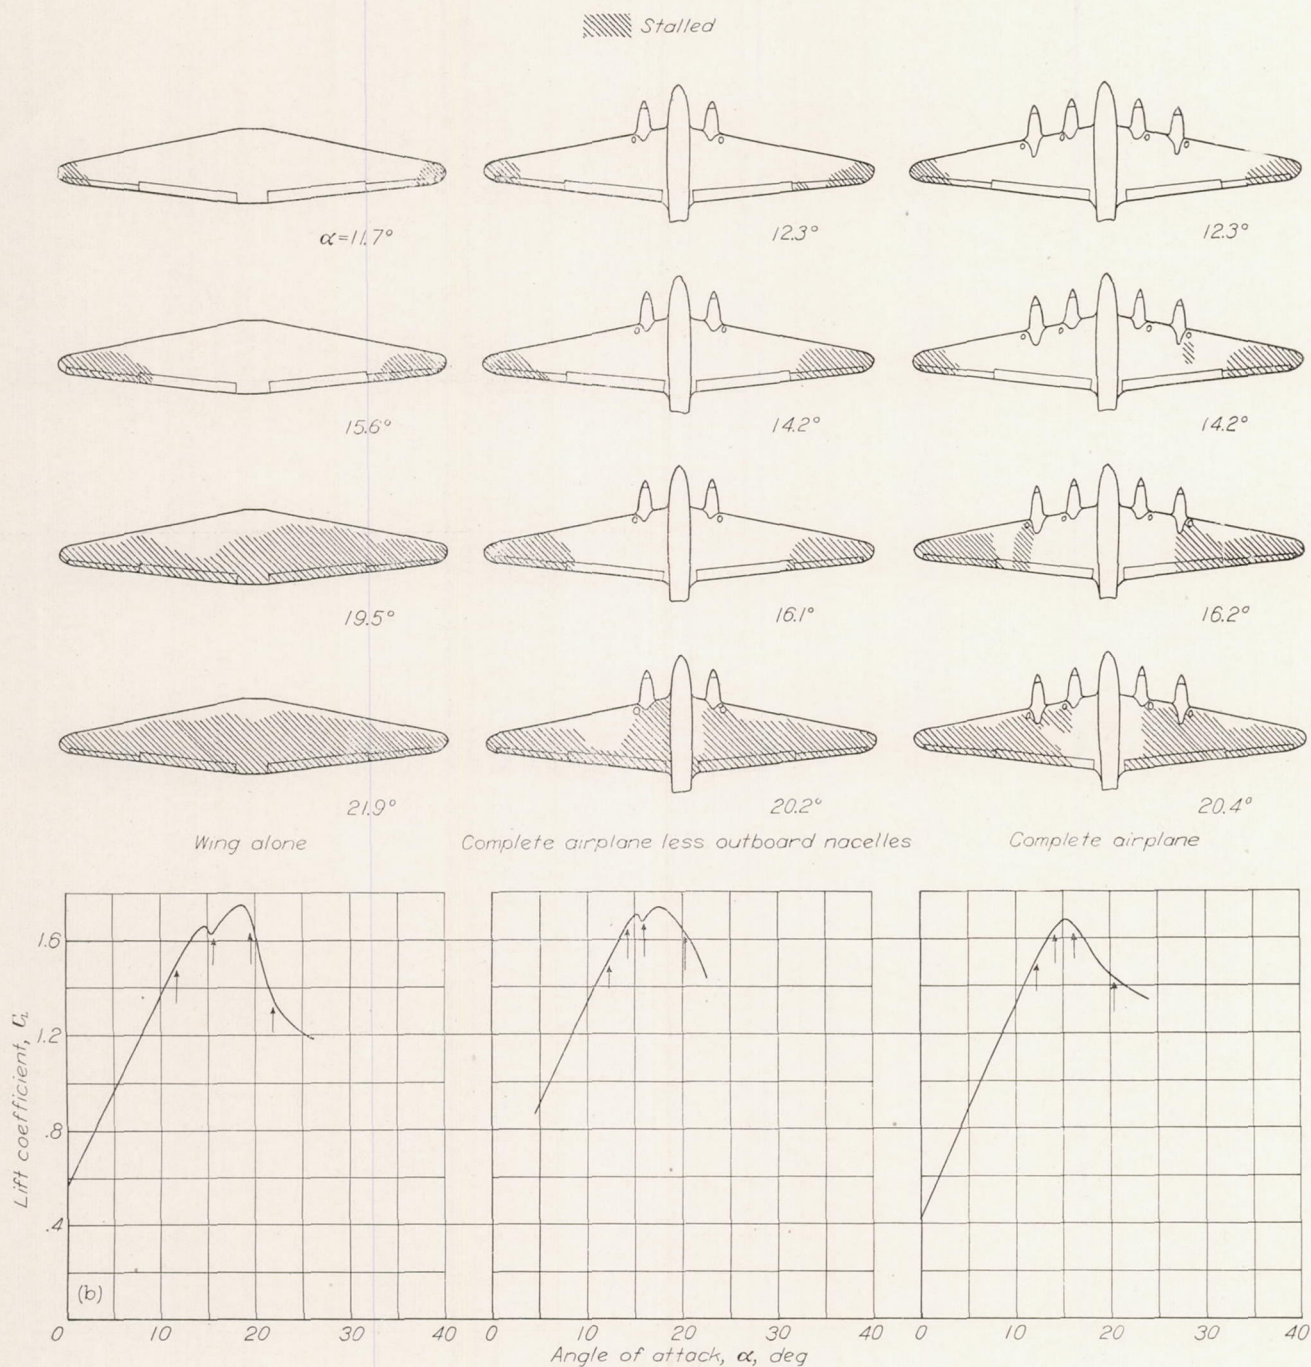 Stalled
α=11.7°
12.3°
12.3°
15.6°
14.2°
14.2°
19.5°
16.1°
16.2°
21.9°
20.2°
20.4°
Wing alone
Complete airplane less outboard nacelles
Complete airplane
Lift coefficient, C_L
1.6
1.2
.8
.4
(b)
0 10 20 30 40
0 10 20 30 40
0 10 20 30 40
Angle of attack, α, deg